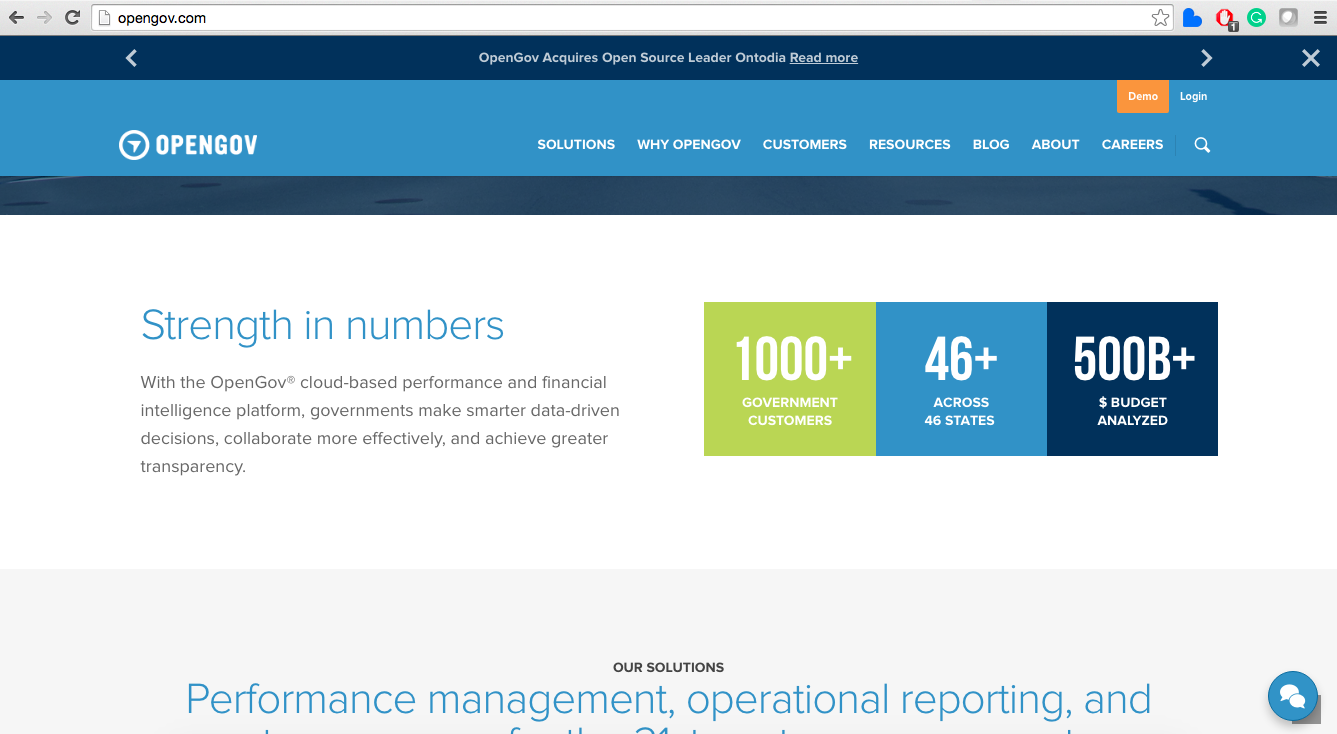 opengov.com
1
OpenGov Acquires Open Source Leader Ontodia Read more
Demo Login
OPENGOV
SOLUTIONS WHY OPENGOV CUSTOMERS RESOURCES BLOG ABOUT CAREERS
Strength in numbers
With the OpenGov® cloud-based performance and financial
intelligence platform, governments make smarter data-driven
decisions, collaborate more effectively, and achieve greater
transparency.
1000+
GOVERNMENT
CUSTOMERS
46+
ACROSS
46 STATES
500B+
$ BUDGET
ANALYZED
OUR SOLUTIONS
Performance management, operational reporting, and